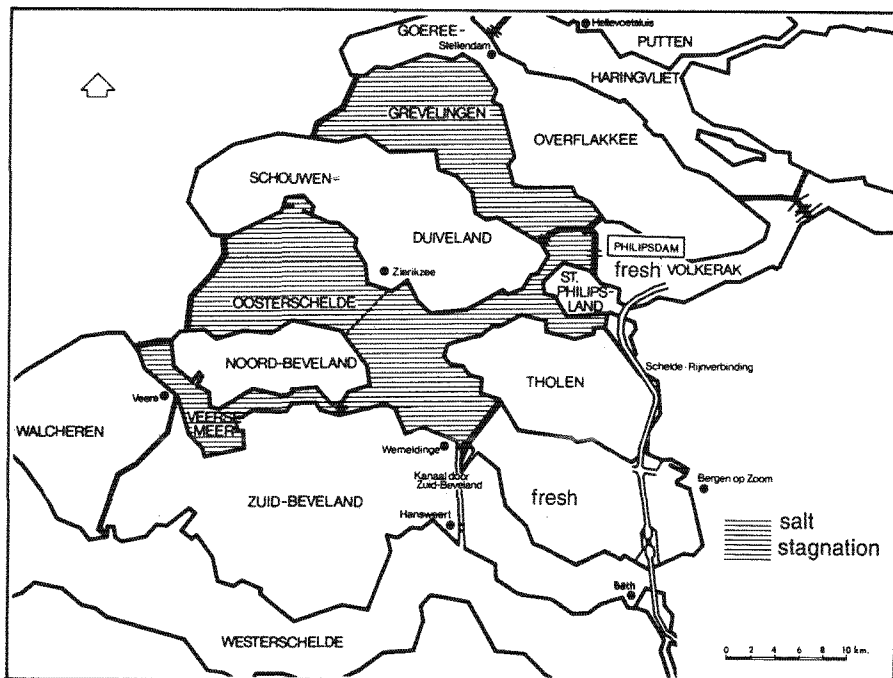 GOEREE-
Stellendam
Hellevoetsluis
PUTTEN
HARINGVLIET
GREVELINGEN
OVERFLAKKEE
SCHOUWEN-
DUIVELAND
PHILIPSDAM
fresh VOLKERAK
Zierikzee
ST.
PHILIPS-
LAND
OOSTERSCHELDE
NOORD-BEVELAND
Schelde-Rijnverbinding
THOLEN
Veere
VEERSE
MEER
WALCHEREN
Wemeldinge
Kanaal door
Zuid-Beveland
ZUID-BEVELAND
fresh
Bergen op Zoom
Hansweert
salt
stagnation
Bath
WESTERSCHELDE
0 2 4 6 8 10 km.